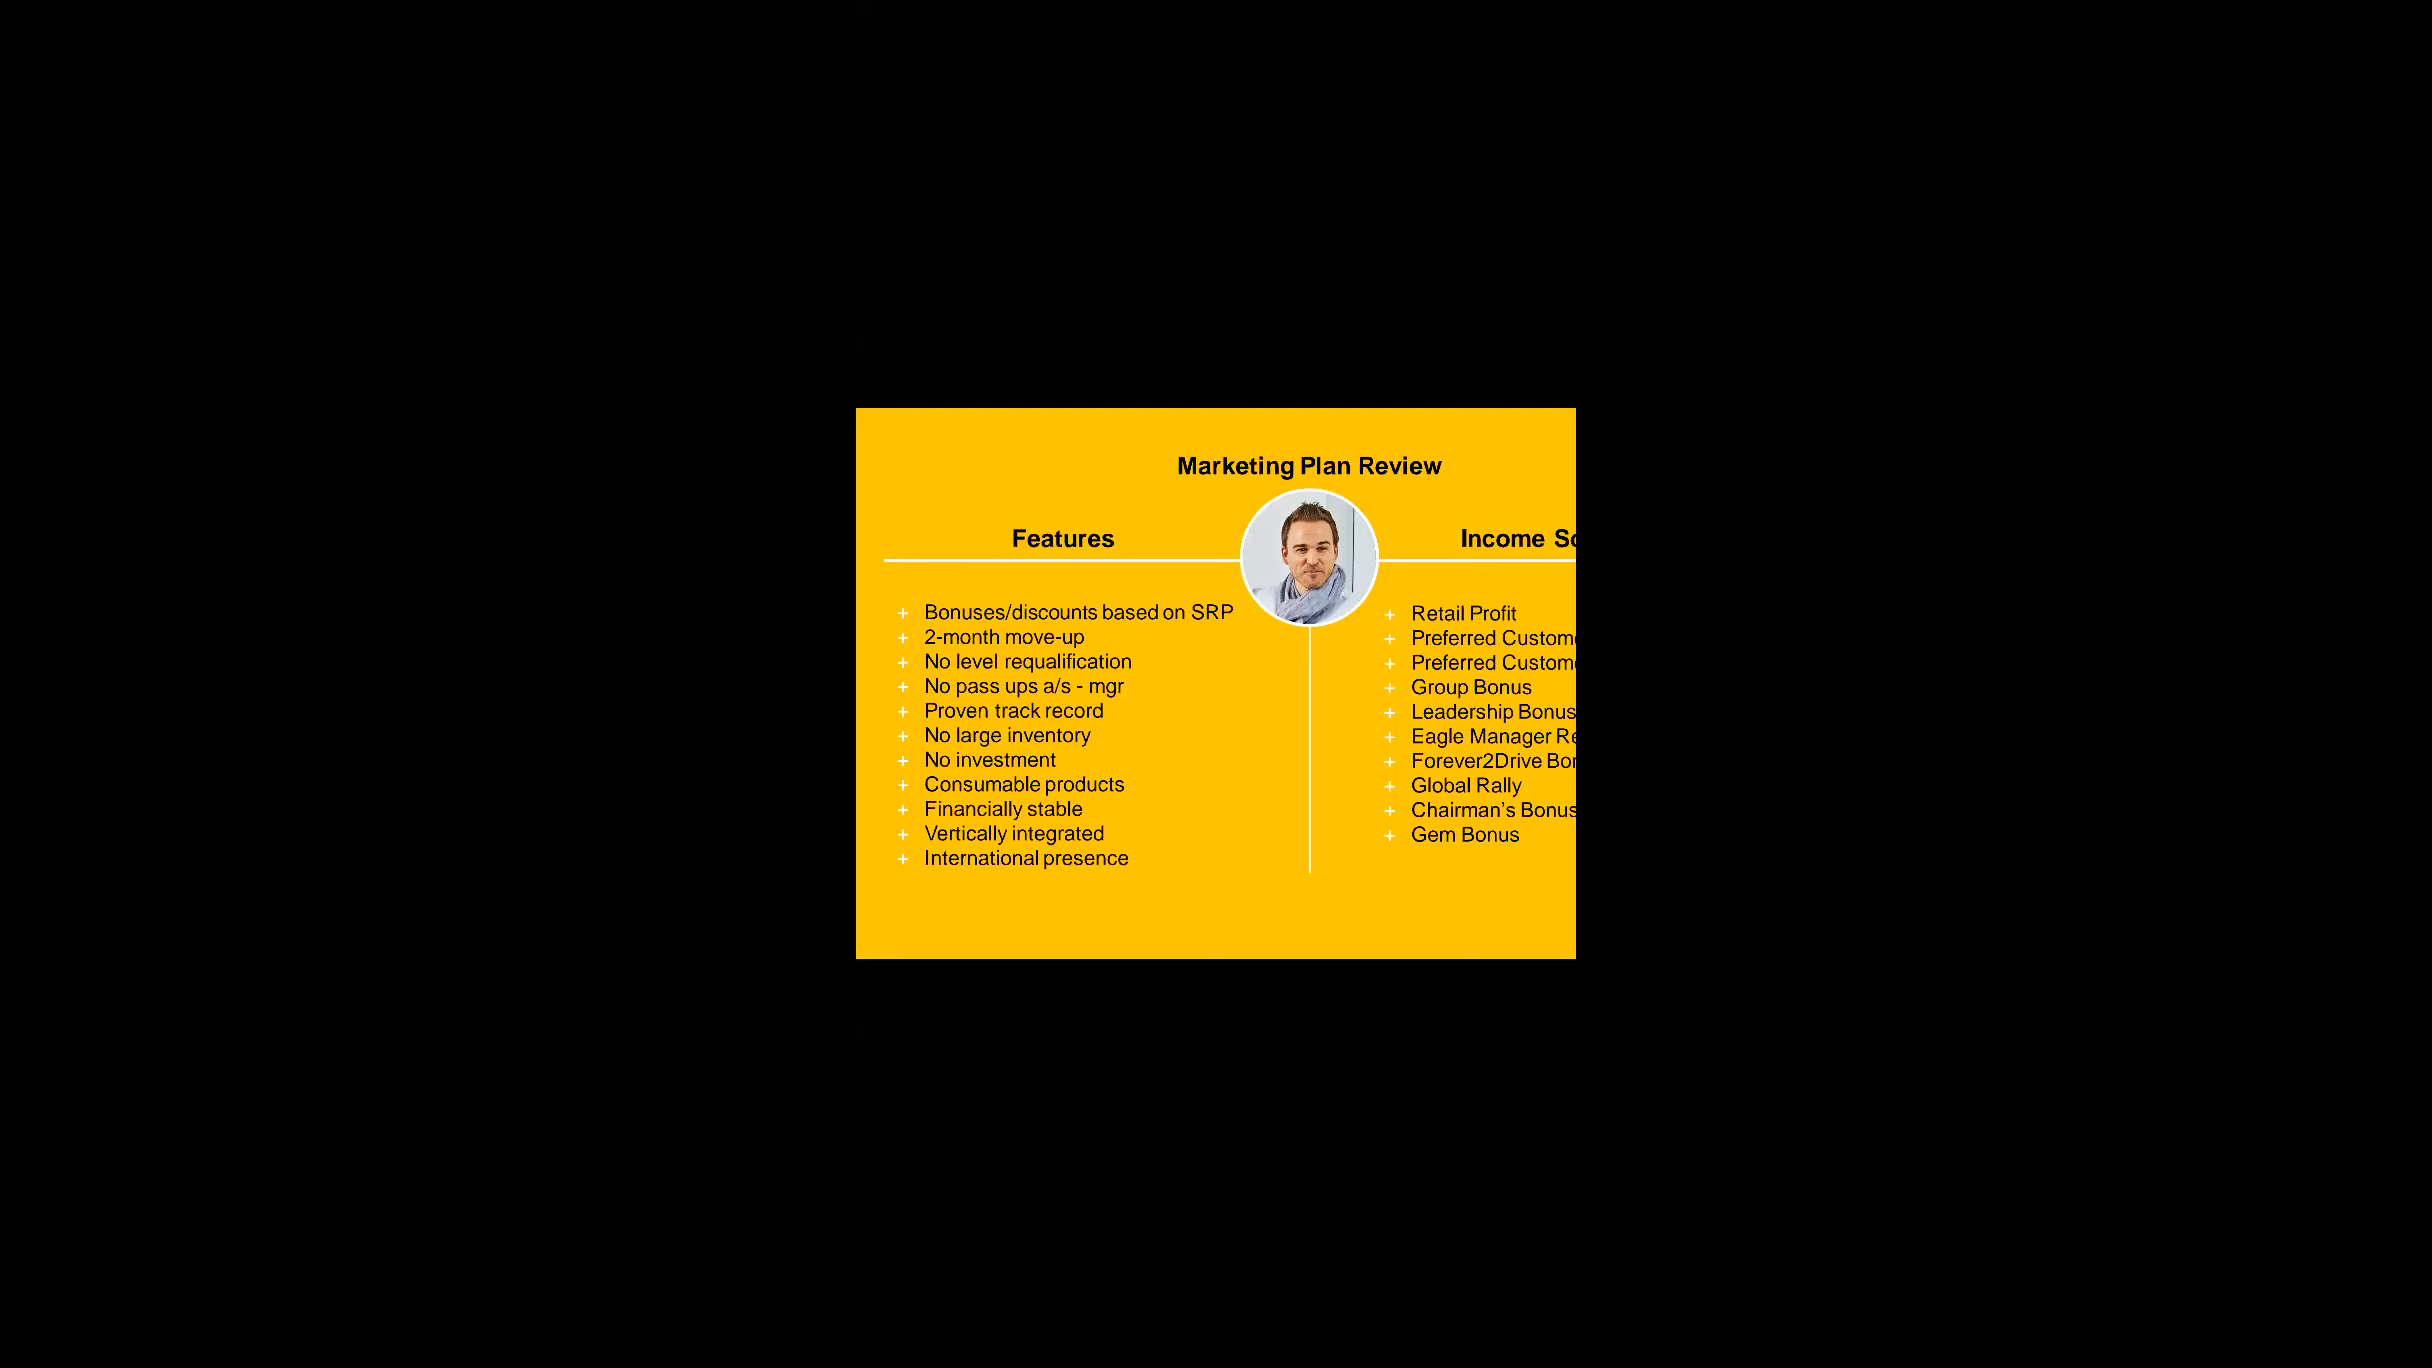 Marketing Plan Review
Features
+ Bonuses/discounts based on SRP
+ 2-month move-up
+ No level requalification
+ No pass ups a/s - mgr
+ Proven track record
+ No large inventory
+ No investment
+ Consumable products
+ Financially stable
+ Vertically integrated
+ International presence
Income
+ Retail Profit
+ Preferred
+ Preferred
+ Group Bonus
+ Leadership Bonus
+ Eagle Manager
+ Forever2Drive
+ Global Rally
+ Chairman’s Bonus
+ Gem Bonus